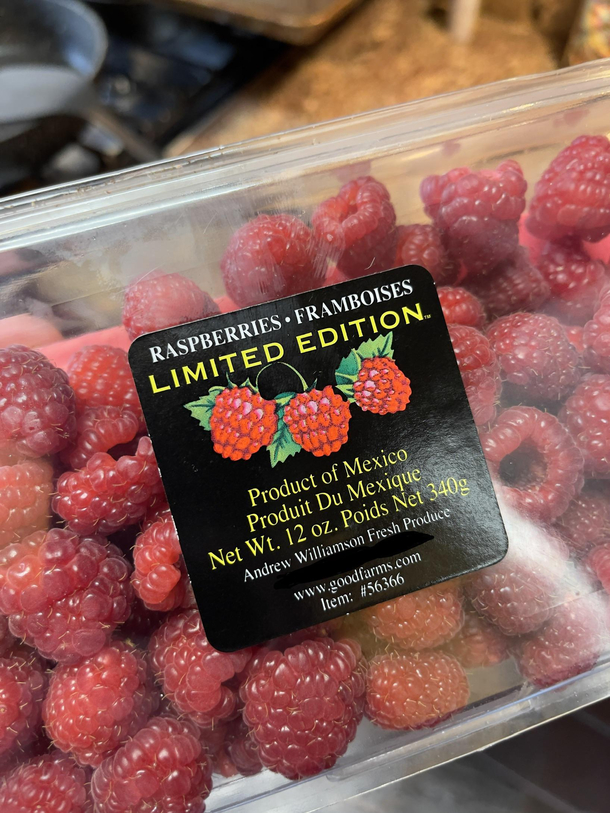 RASPBERRIES • FRAMBOISES
LIMITED EDITION™
Product of Mexico
Produit Du Mexique
Net Wt. 12 oz. Poids Net 340g
Andrew Williamson Fresh Produce
www.goodfarms.com
Item: #56366